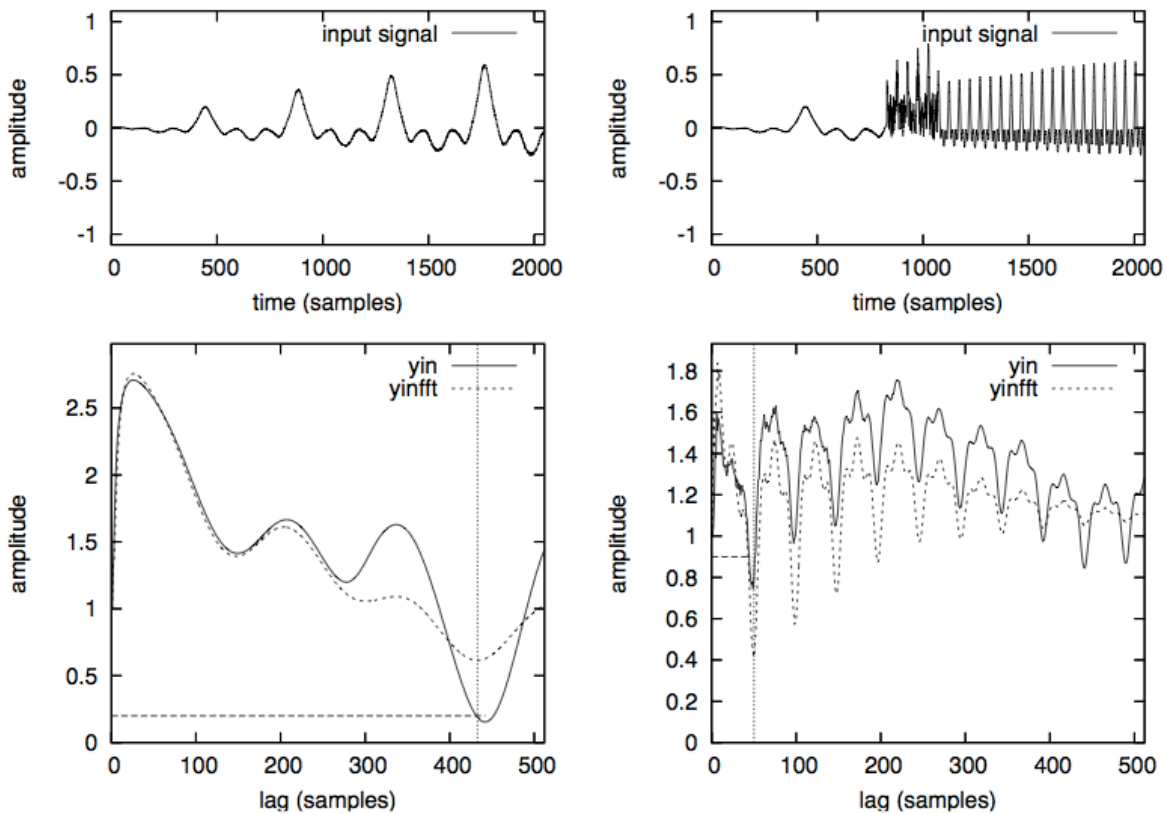 input signal
1
0.5
0
-0.5
-1
amplitude
0 500 1000 1500 2000
time (samples)
input signal
1
0.5
0
-0.5
-1
amplitude
0 500 1000 1500 2000
time (samples)
yin
yinfft
2.5
2
1.5
1
0.5
0
amplitude
0 100 200 300 400 500
lag (samples)
yin
yinfft
1.8
1.6
1.4
1.2
1
0.8
0.6
0.4
0.2
0
amplitude
0 100 200 300 400 500
lag (samples)